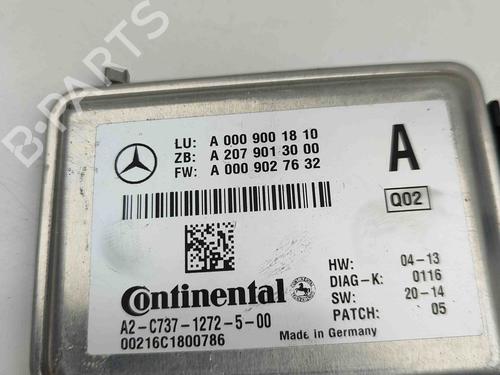 B-PARTS
LU: A 000 900 18 10
ZB: A 207 901 30 00
FW: A 000 902 76 32
A
Q02
Continental
HW: 04-13
DIAG-K: 0116
SW: 20-14
PATCH: 05
A2-C737-1272-5-00
00216C1800786
Made in Germany